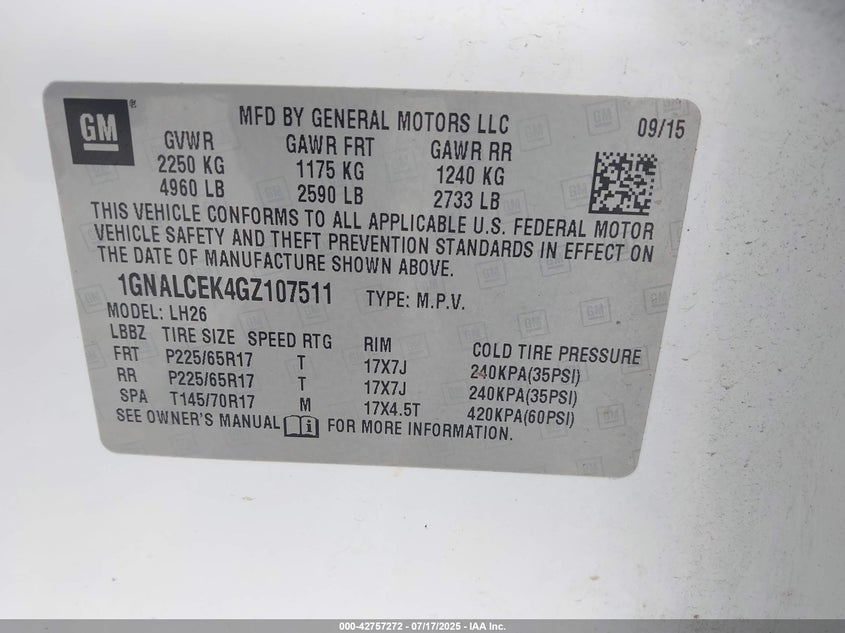 GM ®
MFD BY GENERAL MOTORS LLC
09/15
GVWR GAWR FRT GAWR RR
2250 KG 1175 KG 1240 KG
4960 LB 2590 LB 2733 LB
THIS VEHICLE CONFORMS TO ALL APPLICABLE U.S. FEDERAL MOTOR
VEHICLE SAFETY AND THEFT PREVENTION STANDARDS IN EFFECT ON
THE DATE OF MANUFACTURE SHOWN ABOVE.
1GNALCEK4GZ107511 TYPE: M.P.V.
MODEL: LH26
LBBZ TIRE SIZE SPEED RTG RIM COLD TIRE PRESSURE
FRT P225/65R17 T 17X7J 240KPA(35PSI)
RR P225/65R17 T 17X7J 240KPA(35PSI)
SPA T145/70R17 M 17X4.5T 420KPA(60PSI)
SEE OWNER'S MANUAL i FOR MORE INFORMATION.
000-42757272 - 07/17/2025 - IAA Inc.